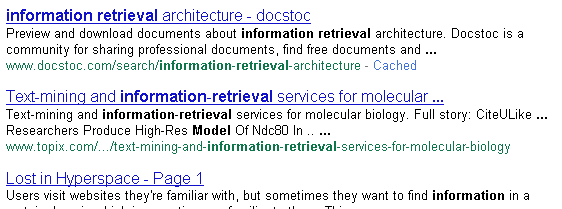 information retrieval architecture - docstoc
Preview and download documents about information retrieval architecture. Docstoc is a
community for sharing professional documents, find free documents and ...
www.docstoc.com/search/information-retrieval-architecture - Cached
Text-mining and information-retrieval services for molecular ...
Text-mining and information-retrieval services for molecular biology. Full story: CiteULike ...
Researchers Produce High-Res Model Of Ndc80 In .. ...
www.topix.com/.../text-mining-and-information-retrieval-services-for-molecular-biology
Lost in Hyperspace - Page 1
Users visit websites they're familiar with, but sometimes they want to find information in a